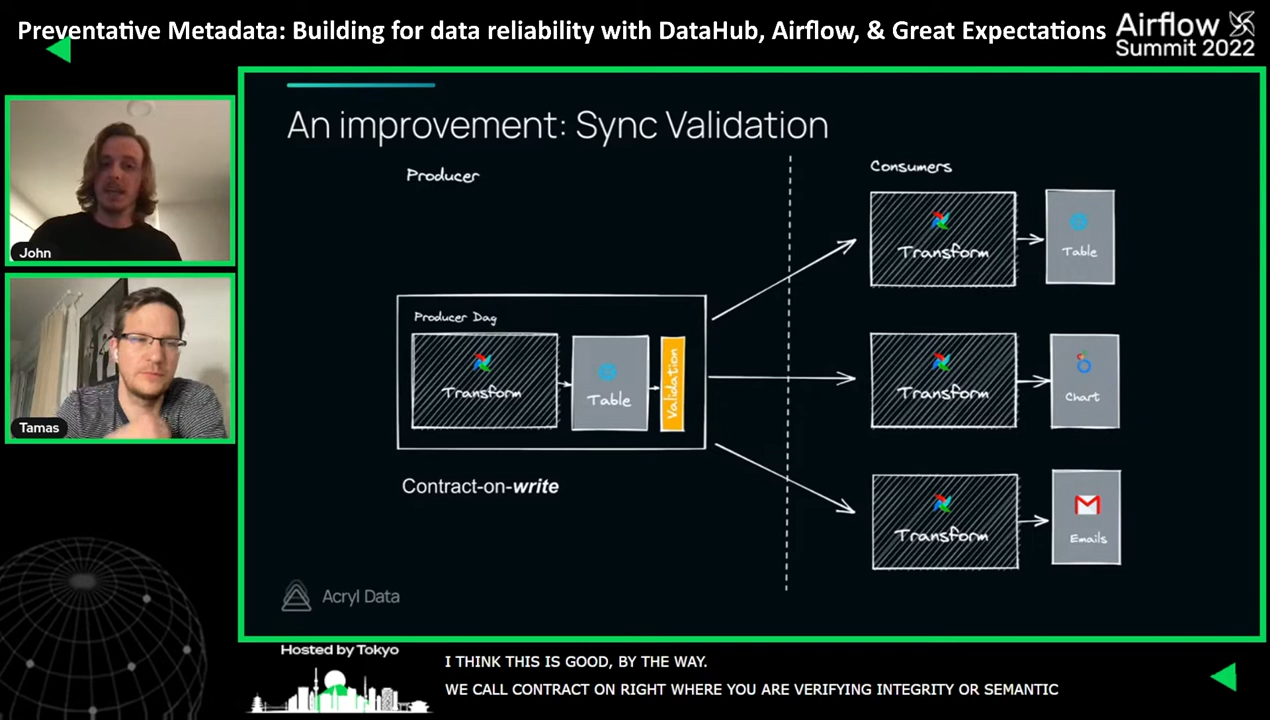 Preventative Metadata: Building for data reliability with DataHub, Airflow, & Great Expectations
Airflow
Summit 2022
John
Tamas
An improvement: Sync Validation
Producer
Consumers
Producer Dag
Transform
Table
Validation
Contract-on-write
Transform
Table
Transform
Chart
Transform
Emails
Acryl Data
Hosted by Tokyo
I THINK THIS IS GOOD, BY THE WAY.
WE CALL CONTRACT ON RIGHT WHERE YOU ARE VERIFYING INTEGRITY OR SEMANTIC